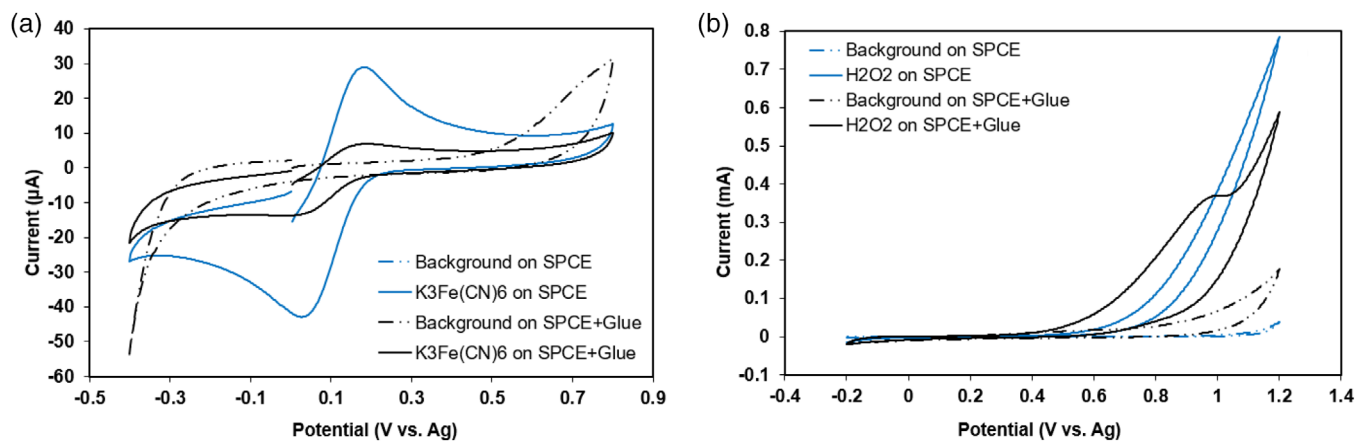 (a)
40
30
20
10
0
-10
-20
-30
-40
-50
-60
Current (µA)
-0.5
-0.3
-0.1
0.1
0.3
0.5
0.7
0.9
Potential (V vs. Ag)
Background on SPCE
K3Fe(CN)6 on SPCE
Background on SPCE+Glue
K3Fe(CN)6 on SPCE+Glue
(b)
0.8
0.7
0.6
0.5
0.4
0.3
0.2
0.1
0
-0.1
Current (mA)
-0.4
-0.2
0
0.2
0.4
0.6
0.8
1
1.2
1.4
Potential (V vs. Ag)
Background on SPCE
H2O2 on SPCE
Background on SPCE+Glue
H2O2 on SPCE+Glue